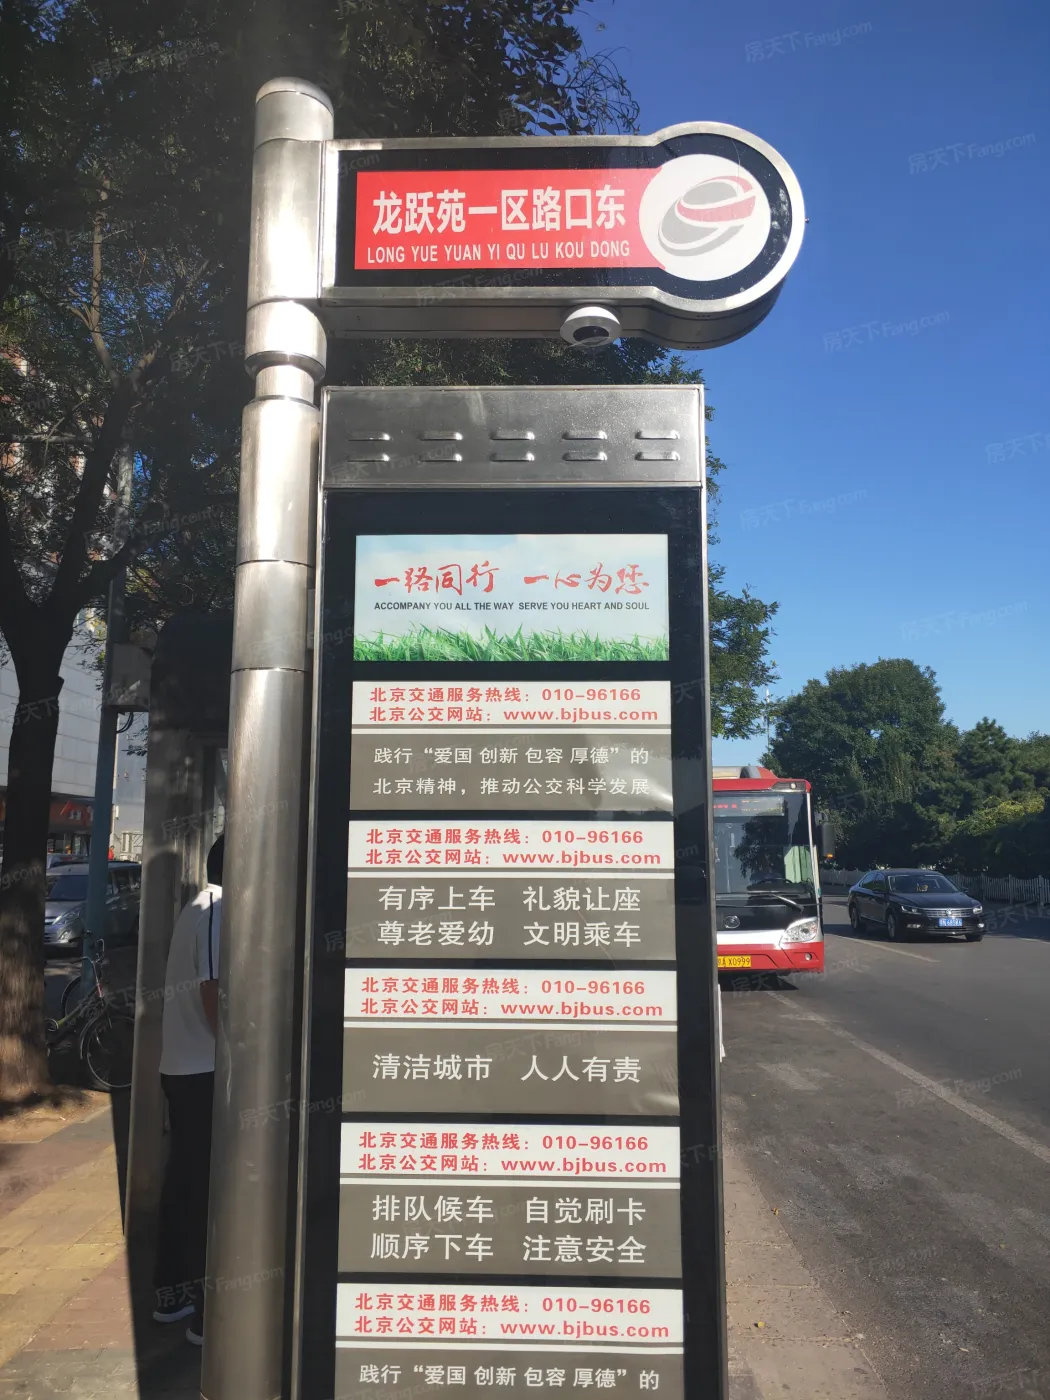 龙跃苑一区路口东
LONG YUE YUAN YI QU LU KOU DONG
一路同行 一心为您
ACCOMPANY YOU ALL THE WAY SERVE YOU HEART AND SOUL
北京交通服务热线：010-96166
北京公交网站：www.bjbus.com
践行“爱国 创新 包容 厚德”的
北京精神，推动公交科学发展
北京交通服务热线：010-96166
北京公交网站：www.bjbus.com
有序上车 礼貌让座
尊老爱幼 文明乘车
北京交通服务热线：010-96166
北京公交网站：www.bjbus.com
清洁城市 人人有责
北京交通服务热线：010-96166
北京公交网站：www.bjbus.com
排队候车 自觉刷卡
顺序下车 注意安全
北京交通服务热线：010-96166
北京公交网站：www.bjbus.com
践行“爱国 创新 包容 厚德”的
房天下Fang.com